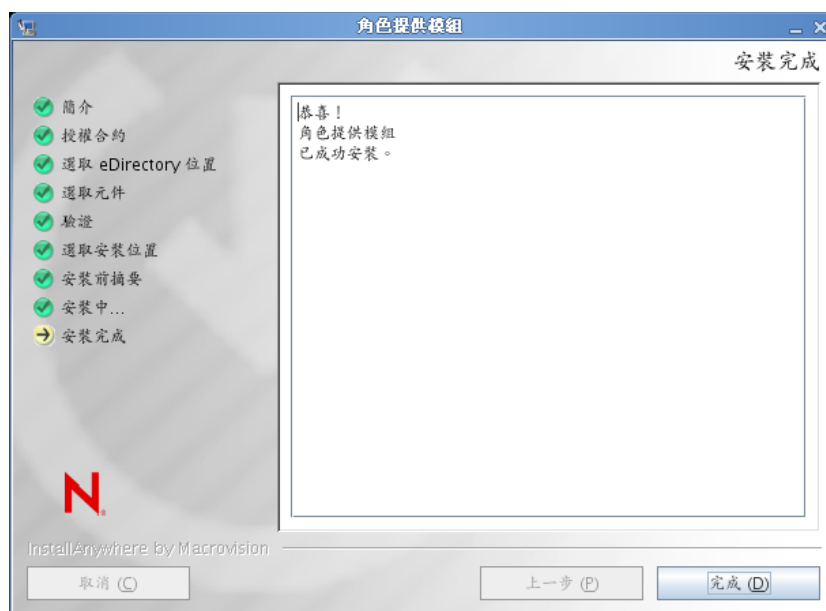 角色提供模組
安裝完成
簡介
授權合約
選取 eDirectory 位置
選取元件
驗證
選取安裝位置
安裝前摘要
安裝中...
安裝完成
恭喜！
角色提供模組
已成功安裝。
N
InstallAnywhere by Macrovision
取消 (C)
上一步 (P)
完成 (D)